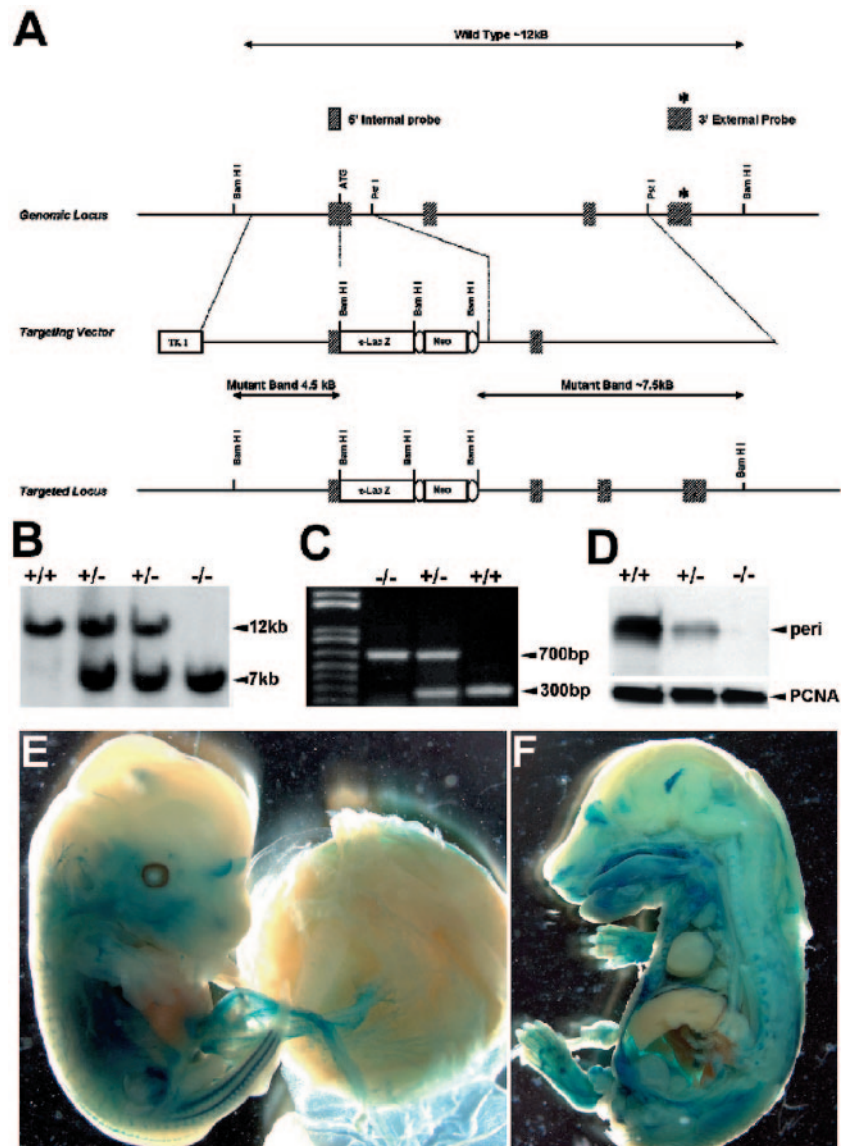 A
Wild Type ~12kB
5' Internal probe
*
3' External Probe
Bam H I
ATG
Pst I
Pst I
*
Bam H I
Genomic Locus
Bam H I
Bam H I
Bam H I
Targeting Vector
Lac Z
Neo
Mutant Band 4.5 kB
Mutant Band ~7.5kB
Bam H I
Bam H I
Bam H I
Bam H I
Bam H I
Targeted Locus
Lac Z
Neo
B
+/+ +/- +/- -/-
12kb
7kb
C
-/- +/- +/+
700bp
300bp
D
+/+ +/- -/-
peri
PCNA
E
F